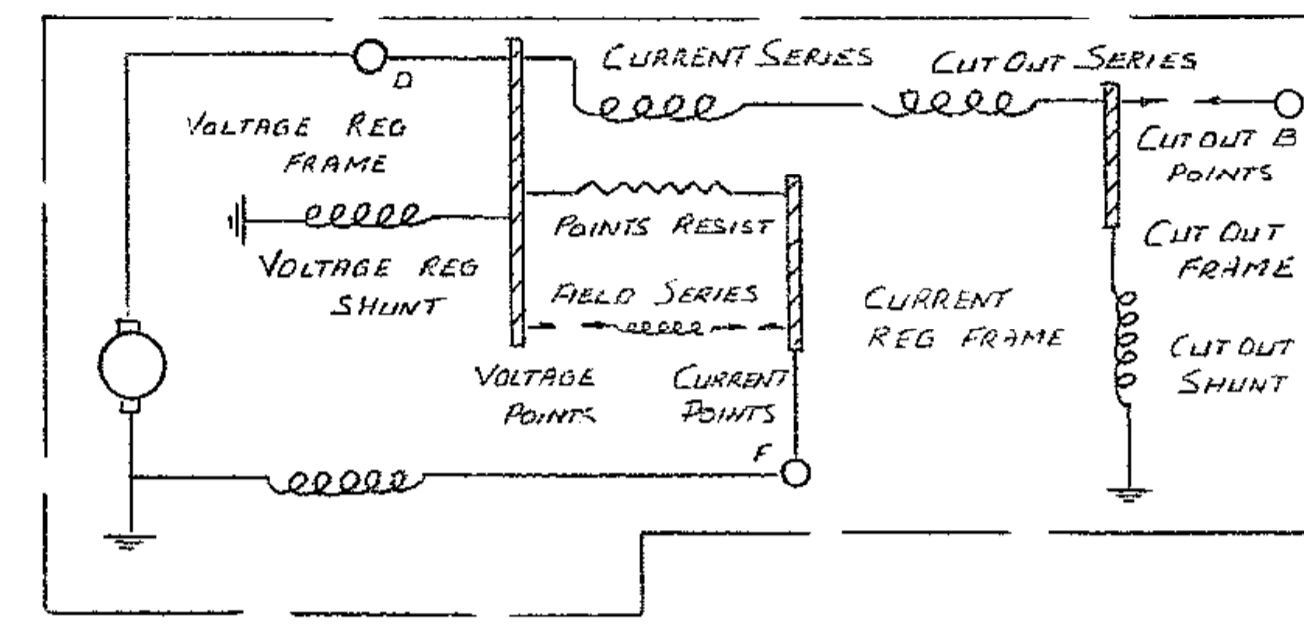 CURRENT SERIES
CUT OUT SERIES
D
VOLTAGE REG
FRAME
CUT OUT B
POINTS
POINTS RESIST
CUT OUT
FRAME
VOLTAGE REG
SHUNT
FIELD SERIES
CURRENT
REG FRAME
CUT OUT
SHUNT
VOLTAGE
POINTS
CURRENT
POINTS
F